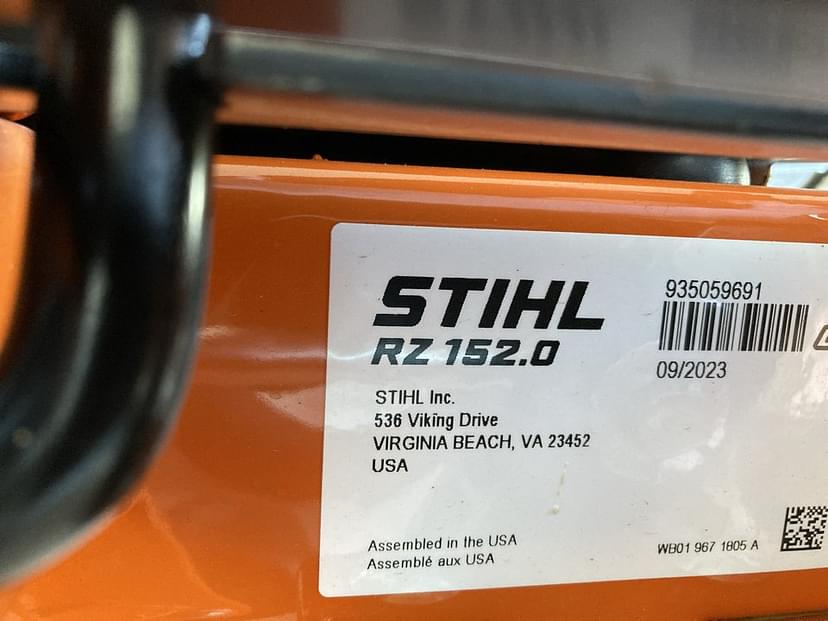 STIHL
RZ 152.0
STIHL Inc.
536 Viking Drive
VIRGINIA BEACH, VA 23452
USA
935059691
09/2023
Assembled in the USA
Assemblé aux USA
WB01 967 1805 A